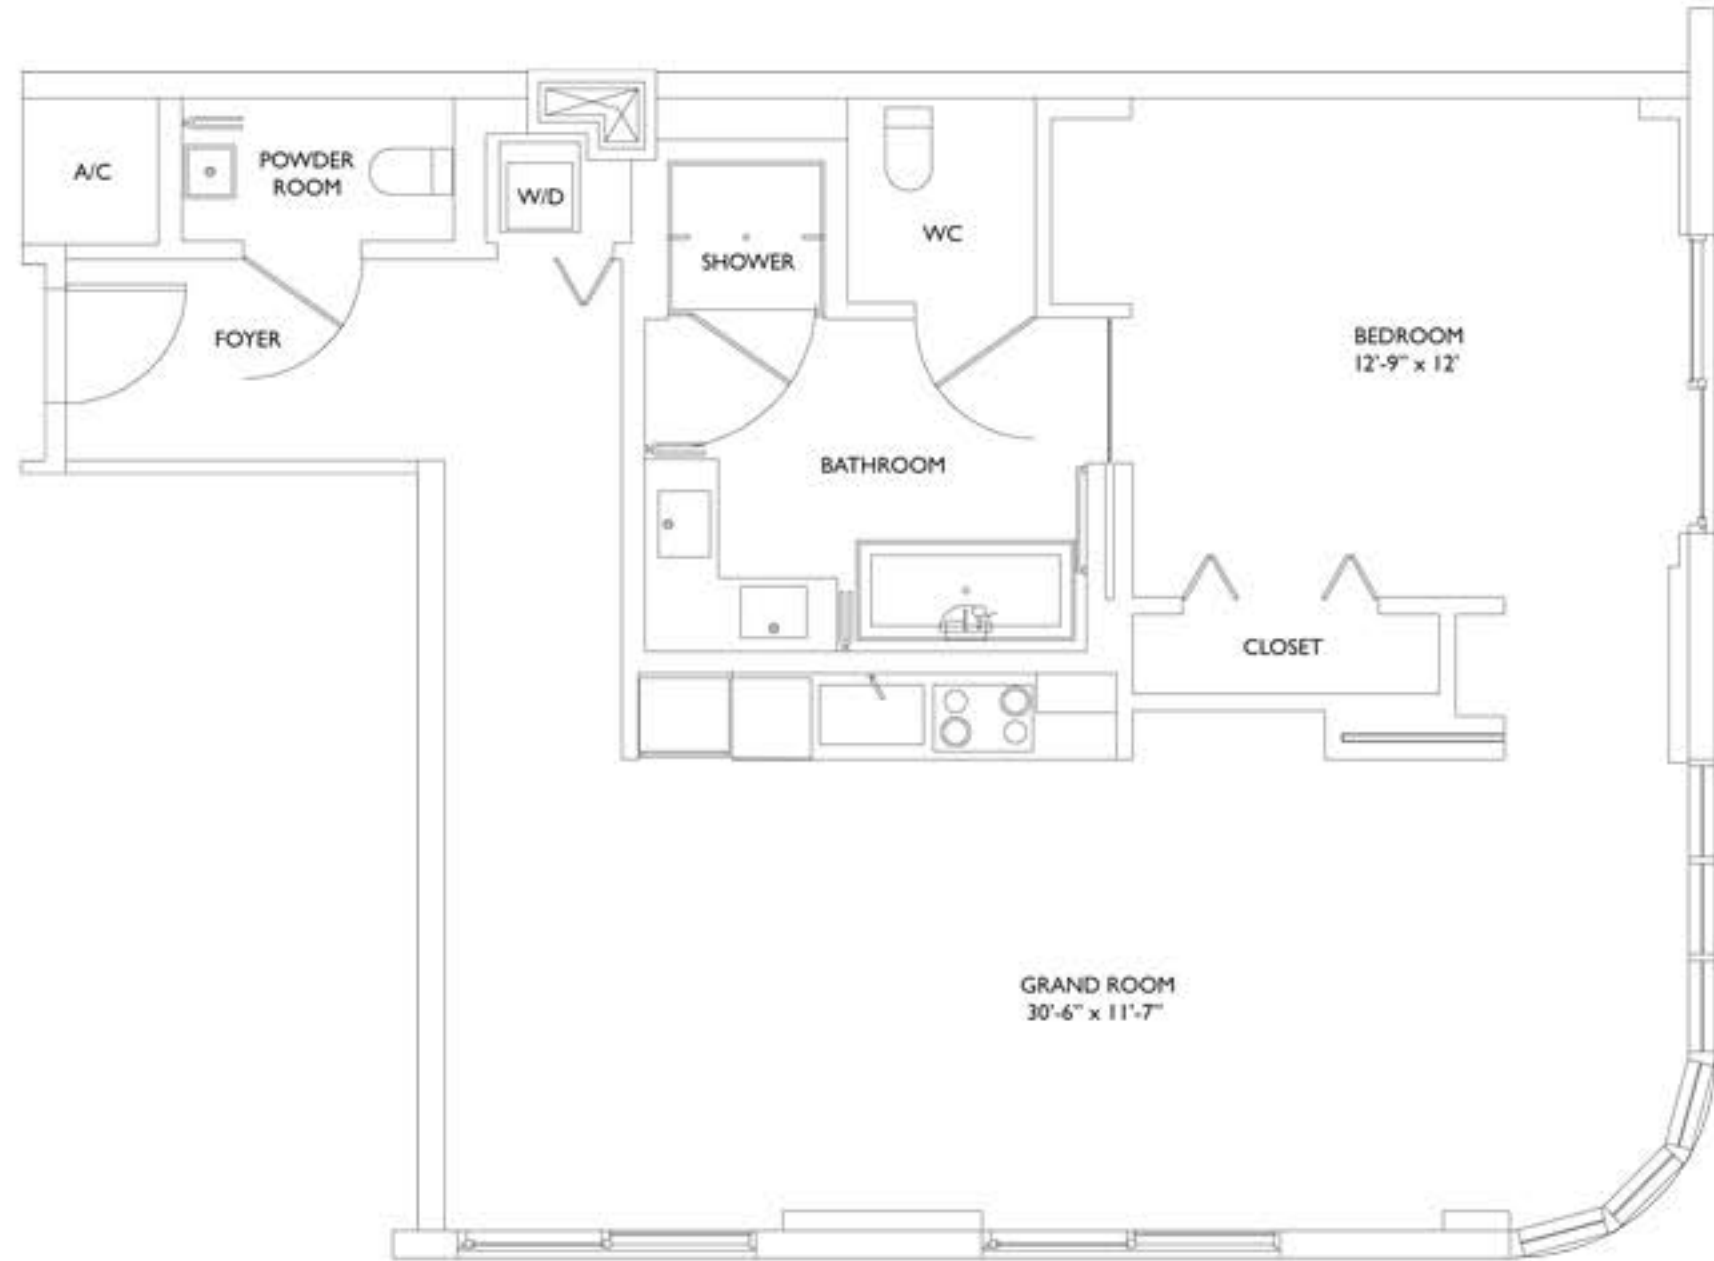 A/C
POWDER
ROOM
W/D
SHOWER
WC
FOYER
BEDROOM
12'-9" x 12'
BATHROOM
CLOSET
GRAND ROOM
30'-6" x 11'-7"